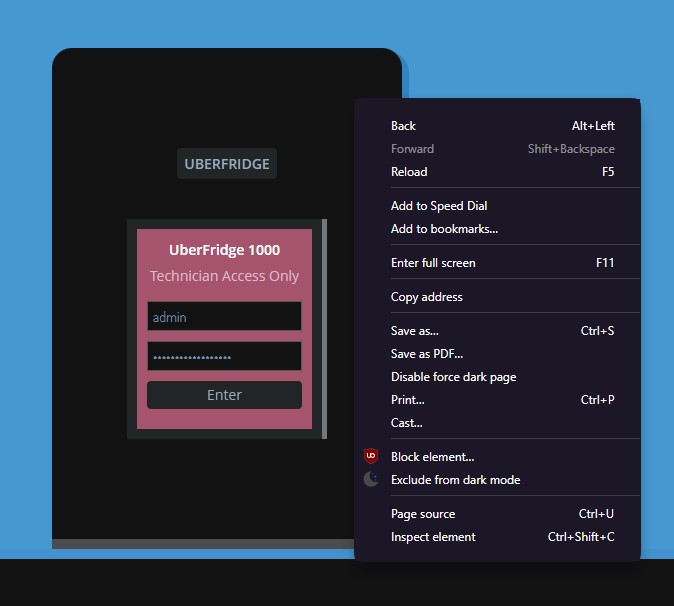 UBERFRIDGE
UberFridge 1000
Technician Access Only
admin
•••••••••••••••••
Enter
Back Alt+Left
Forward Shift+Backspace
Reload F5
Add to Speed Dial
Add to bookmarks...
Enter full screen F11
Copy address
Save as... Ctrl+S
Save as PDF...
Disable force dark page
Print... Ctrl+P
Cast...
UO Block element...
Exclude from dark mode
Page source Ctrl+U
Inspect element Ctrl+Shift+C